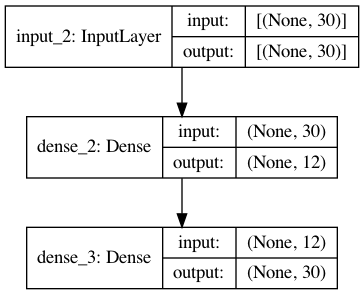 input_2: InputLayer
input: [(None, 30)]
output: [(None, 30)]
dense_2: Dense
input: (None, 30)
output: (None, 12)
dense_3: Dense
input: (None, 12)
output: (None, 30)